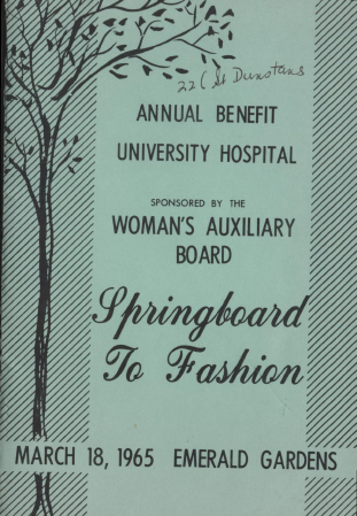 22 C St Dunstans
ANNUAL BENEFIT
UNIVERSITY HOSPITAL
SPONSORED BY THE
WOMAN'S AUXILIARY
BOARD
Springboard
To Fashion
MARCH 18, 1965 EMERALD GARDENS